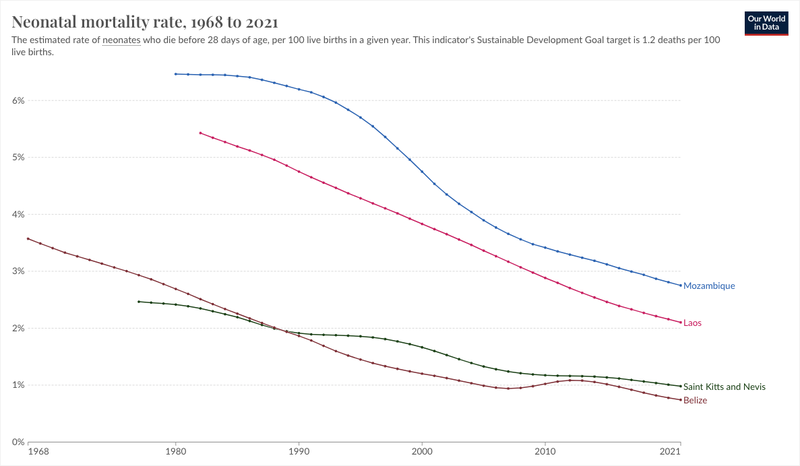 Neonatal mortality rate, 1968 to 2021
Our World
in Data
The estimated rate of neonates who die before 28 days of age, per 100 live births in a given year. This indicator's Sustainable Development Goal target is 1.2 deaths per 100
live births.
6%
5%
4%
3%
2%
1%
0%
Mozambique
Laos
Saint Kitts and Nevis
Belize
1968
1980
1990
2000
2010
2021